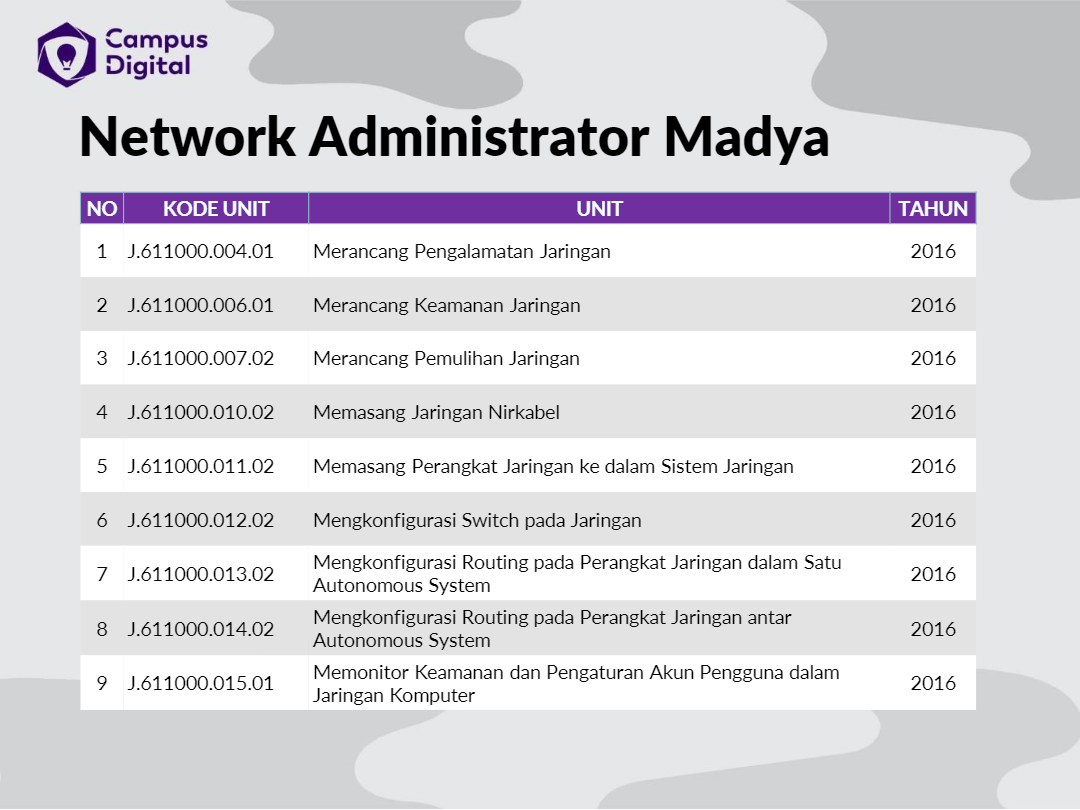 Campus
Digital
Network Administrator Madya
NO KODE UNIT UNIT TAHUN
1 J.611000.004.01 Merancang Pengalamatan Jaringan 2016
2 J.611000.006.01 Merancang Keamanan Jaringan 2016
3 J.611000.007.02 Merancang Pemulihan Jaringan 2016
4 J.611000.010.02 Memasang Jaringan Nirkabel 2016
5 J.611000.011.02 Memasang Perangkat Jaringan ke dalam Sistem Jaringan 2016
6 J.611000.012.02 Mengkonfigurasi Switch pada Jaringan 2016
7 J.611000.013.02 Mengkonfigurasi Routing pada Perangkat Jaringan dalam Satu
Autonomous System 2016
8 J.611000.014.02 Mengkonfigurasi Routing pada Perangkat Jaringan antar
Autonomous System 2016
9 J.611000.015.01 Memonitor Keamanan dan Pengaturan Akun Pengguna dalam
Jaringan Komputer 2016